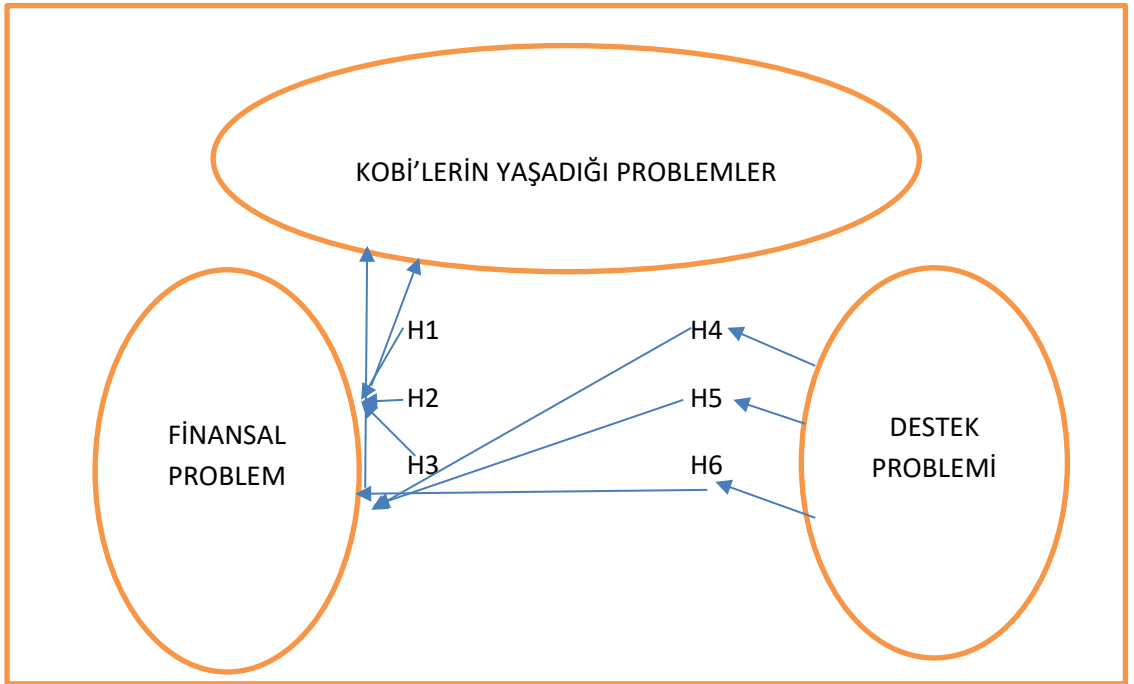 KOBİ’LERİN YAŞADIĞI PROBLEMLER
H1
H2
H3
H4
H5
H6
FİNANSAL
PROBLEM
DESTEK
PROBLEMİ